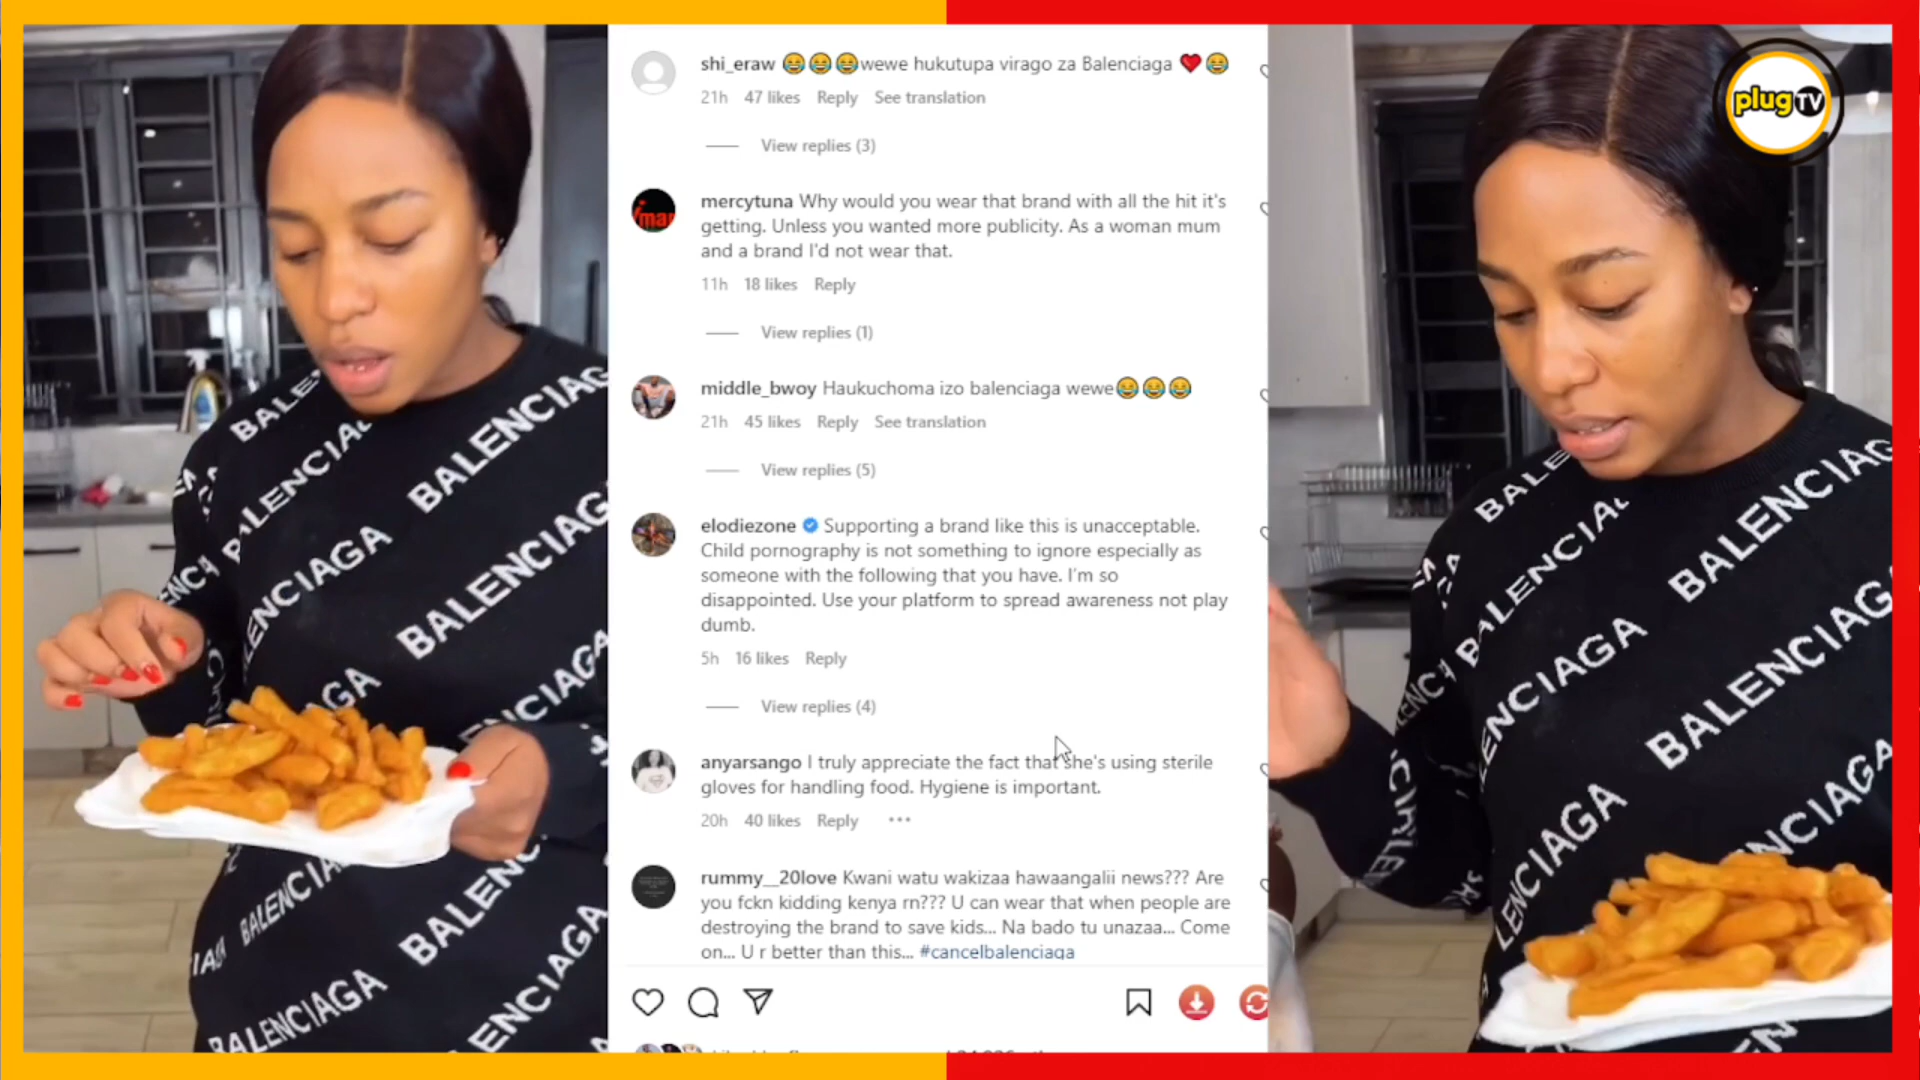 shi_eraw 😂😂😂wewe hukutupa virago za Balenciaga ❤️😂
21h 47 likes Reply See translation
View replies (3)
mercytuna Why would you wear that brand with all the hit it's
getting. Unless you wanted more publicity. As a woman mum
and a brand I'd not wear that.
11h 18 likes Reply
View replies (1)
middle_bwoy Haukuchoma izo balenciaga wewe😂😂😂
21h 45 likes Reply See translation
View replies (5)
elodiezone Supporting a brand like this is unacceptable.
Child pornography is not something to ignore especially as
someone with the following that you have. I'm so
disappointed. Use your platform to spread awareness not play
dumb.
5h 16 likes Reply
View replies (4)
anyarsango I truly appreciate the fact that she's using sterile
gloves for handling food. Hygiene is important.
20h 40 likes Reply •••
rummy__20love Kwani watu wakizaa hawaangalii news??? Are
you fckn kidding kenya rn??? U can wear that when people are
destroying the brand to save kids... Na bado tu unazaa... Come
on... U r better than this... #cancelbalenciaga
plug TV
BALENCIAG
BALENCIAGA
BALENCIAGA
BALENCIAGA
BALENCIAG
BALENCIAGA
BALENCIAGA